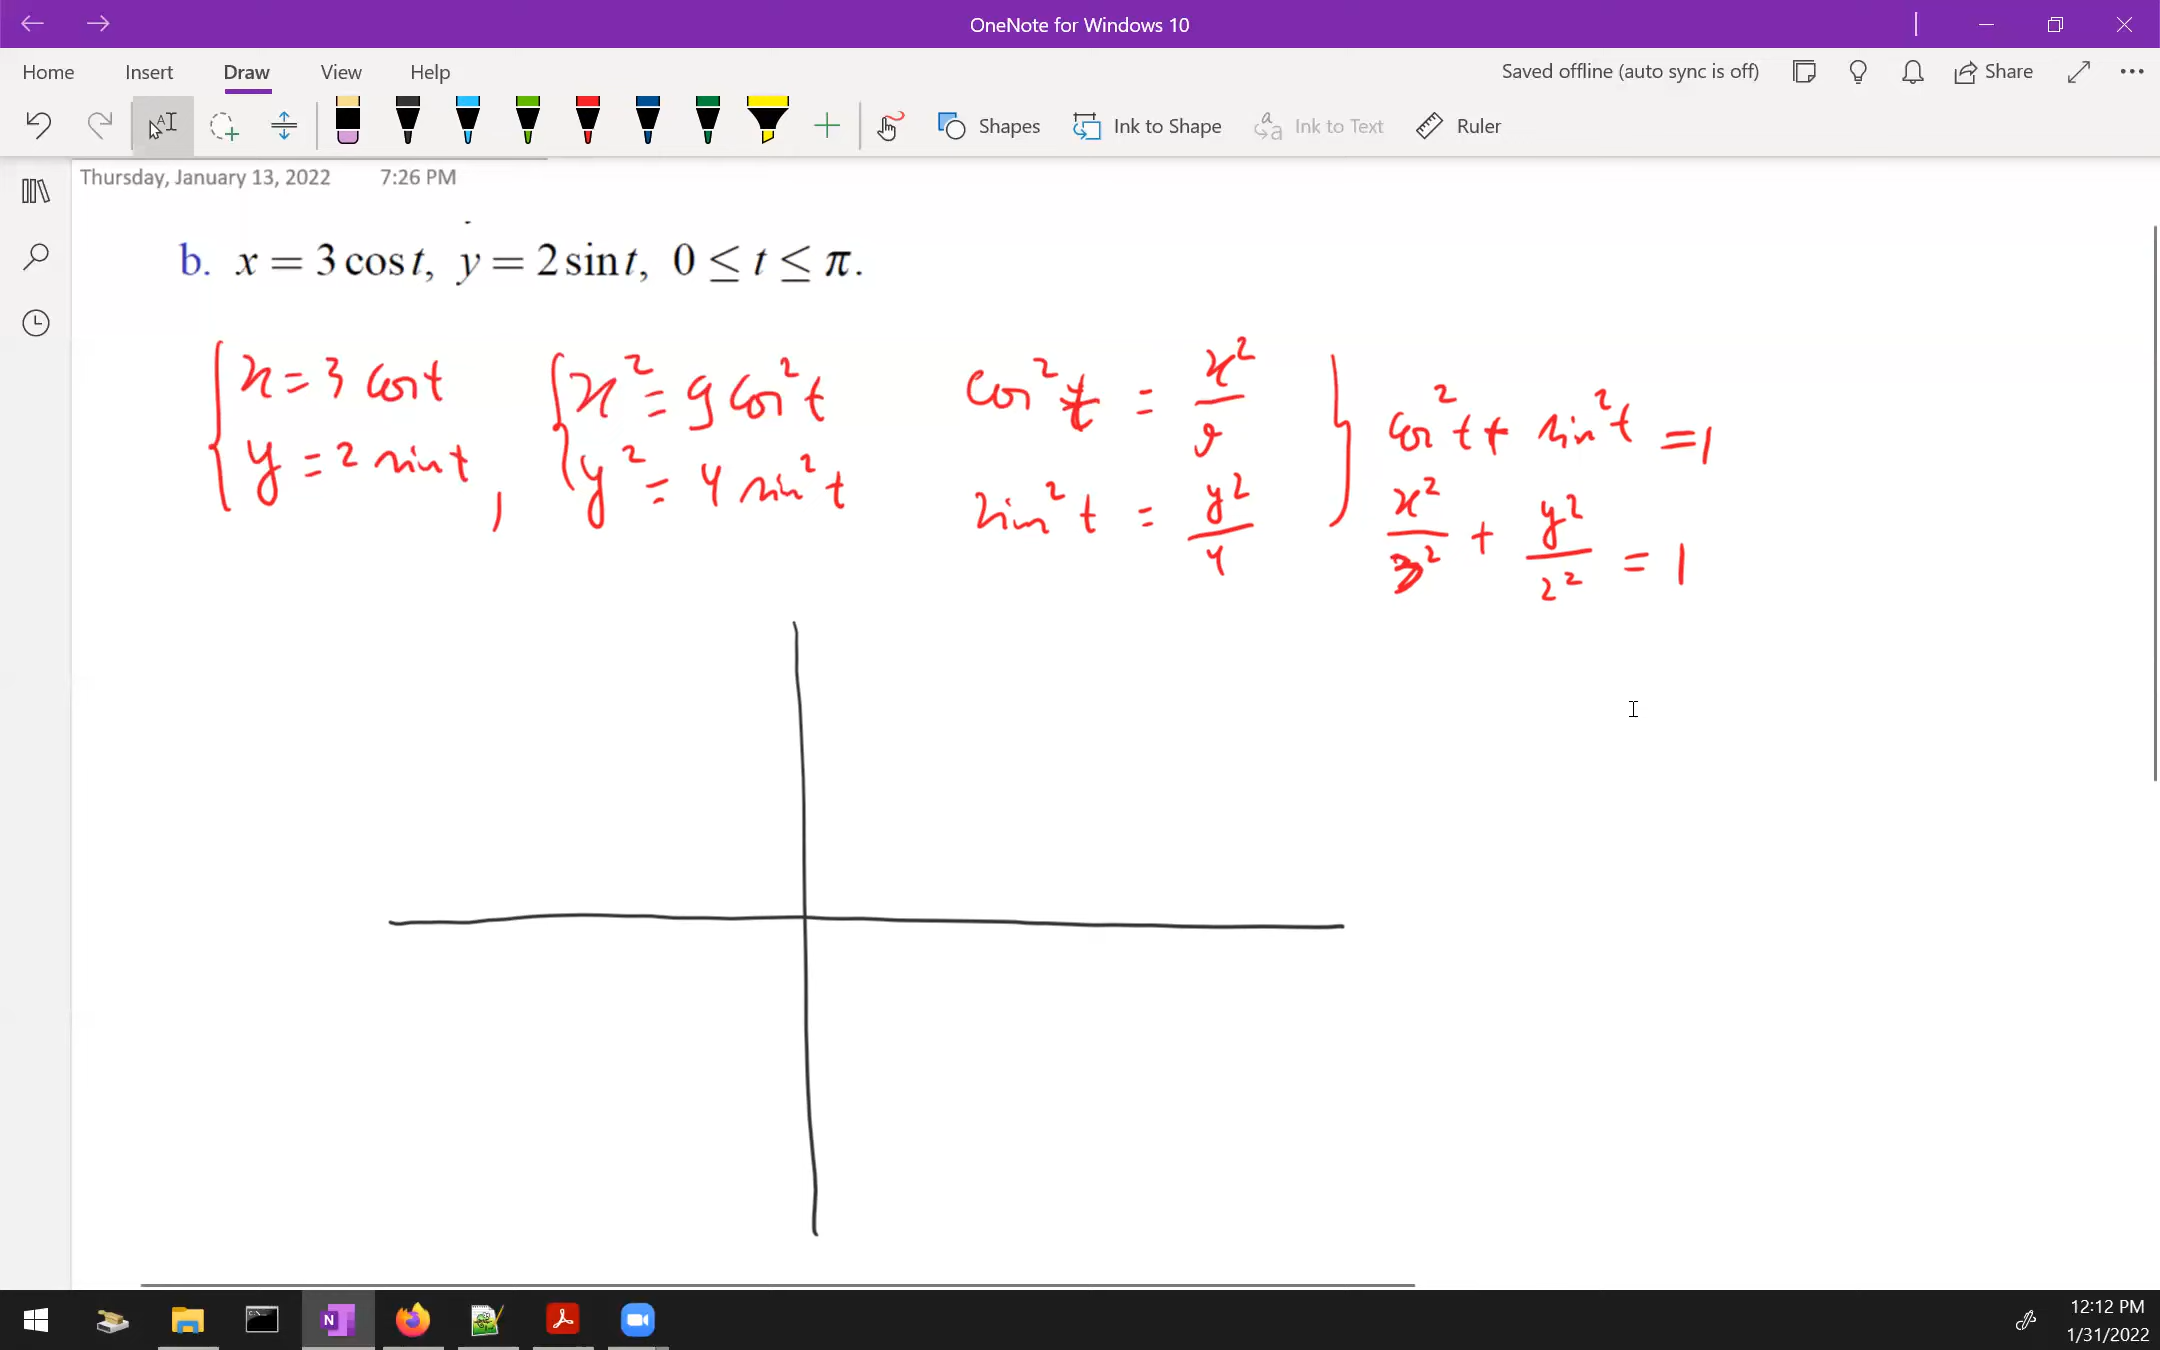 OneNote for Windows 10
Home Insert Draw View Help
Saved offline (auto sync is off) Share
Shapes Ink to Shape Ink to Text Ruler
Thursday, January 13, 2022 7:26 PM
b. x = 3 cos t, y = 2 sin t, 0 ≤ t ≤ π.
x = 3 cos t
y = 2 sin t ,
x² = 9 cos² t
y² = 4 sin² t
cos² t = x²/9
sin² t = y²/4
cos² t + sin² t = 1
x²/3² + y²/2² = 1
12:12 PM
1/31/2022